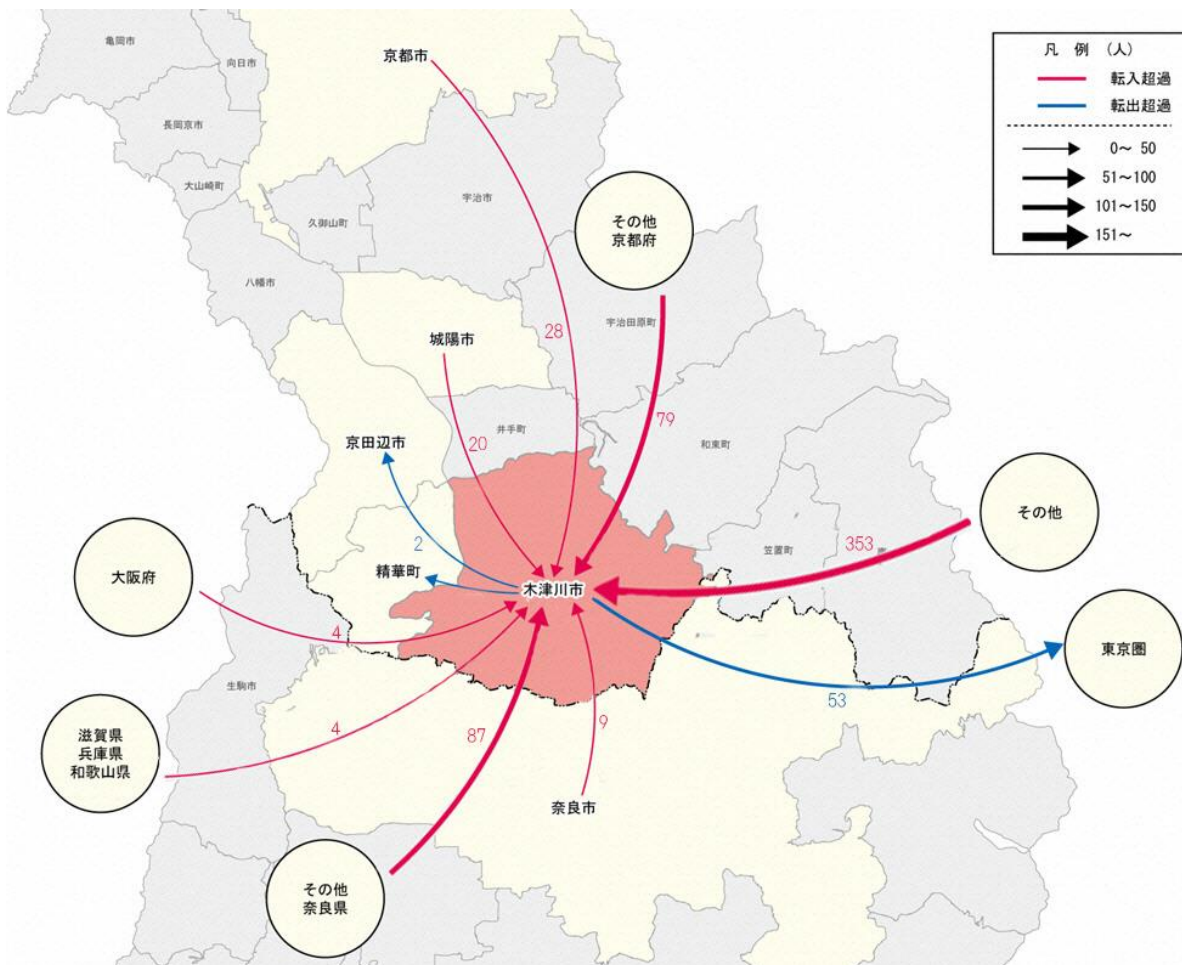 亀岡市
向日市
京都市
長岡京市
大山崎町
久御山町
宇治市
八幡市
その他
京都府
凡 例 (人)
転入超過
転出超過
0~ 50
51~100
101~150
151~
宇治田原町
28
城陽市
79
20
井手町
京田辺市
和束町
その他
353
笠置町
2
大阪府
精華町
木津川市
4
東京圏
生駒市
53
滋賀県
兵庫県
和歌山県
4
87
9
奈良市
その他
奈良県